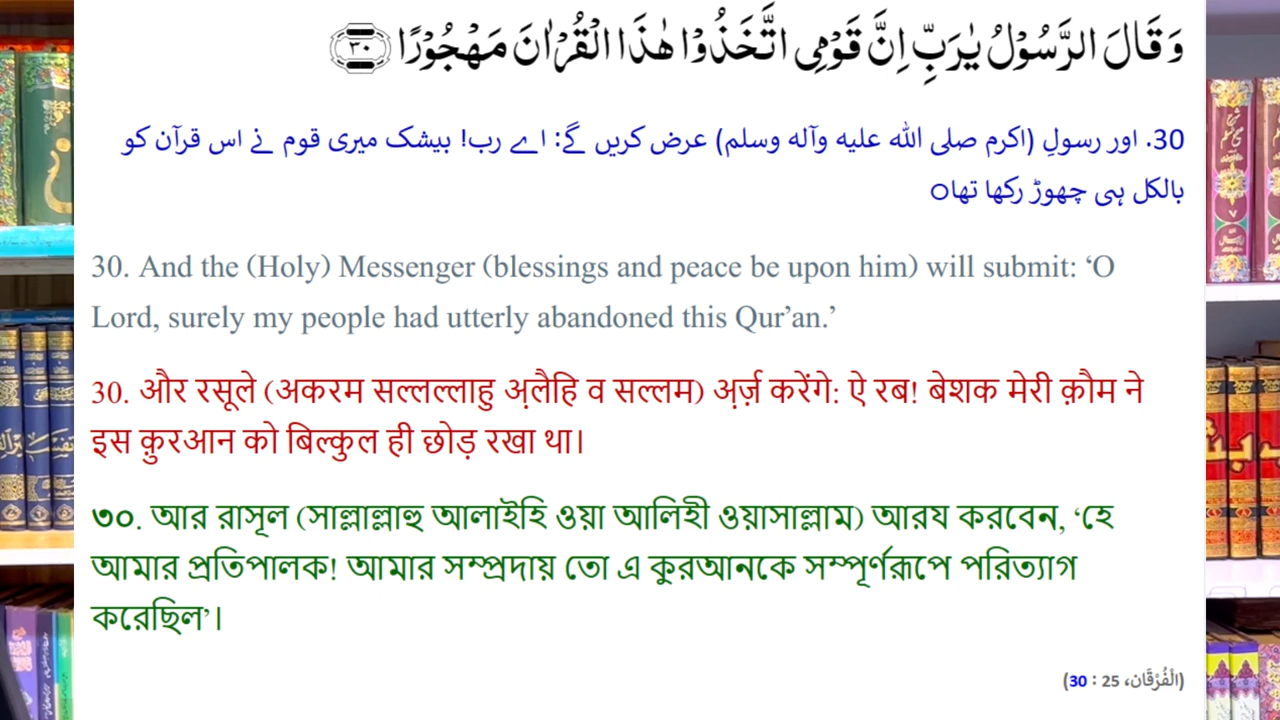 وَ قَالَ الرَّسُوْلُ یٰرَبِّ اِنَّ قَوْمِی اتَّخَذُوْا هٰذَا الْقُرْاٰنَ مَهْجُوْرًا ﴿۳۰﴾
30. اور رسولِ (اکرم صلی اللہ علیہ وآلہ وسلم) عرض کریں گے: اے رب! بیشک میری قوم نے اس قرآن کو
بالکل ہی چھوڑ رکھا تھاo
30. And the (Holy) Messenger (blessings and peace be upon him) will submit: ‘O
Lord, surely my people had utterly abandoned this Qur’an.’
30. और रसूले (अकरम सल्लल्लाहु अ़लैहि व सल्लम) अ़र्ज़ करेंगे: ऐ रब! बेशक मेरी क़ौम ने
इस क़ुरआन को बिल्कुल ही छोड़ रखा था।
৩০. আর রাসূল (সাল্লাল্লাহু আলাইহি ওয়া আলিহী ওয়াসাল্লাম) আরয করবেন, ‘হে
আমার প্রতিপালক! আমার সম্প্রদায় তো এ কুরআনকে সম্পূর্ণরূপে পরিত্যাগ
করেছিল’।
(الْفُرْقَان، 25 : 30)